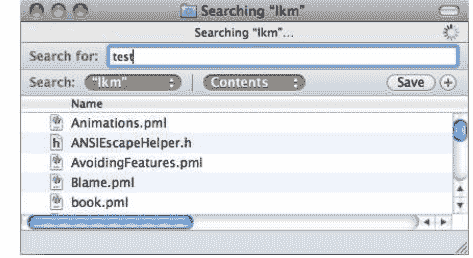 Searching "lkm"
Searching "lkm"...
Search for: test
Search: "lkm" Contents Save
Name
Animations.pml
h ANSIEscapeHelper.h
AvoidingFeatures.pml
Blame.pml
book.pml